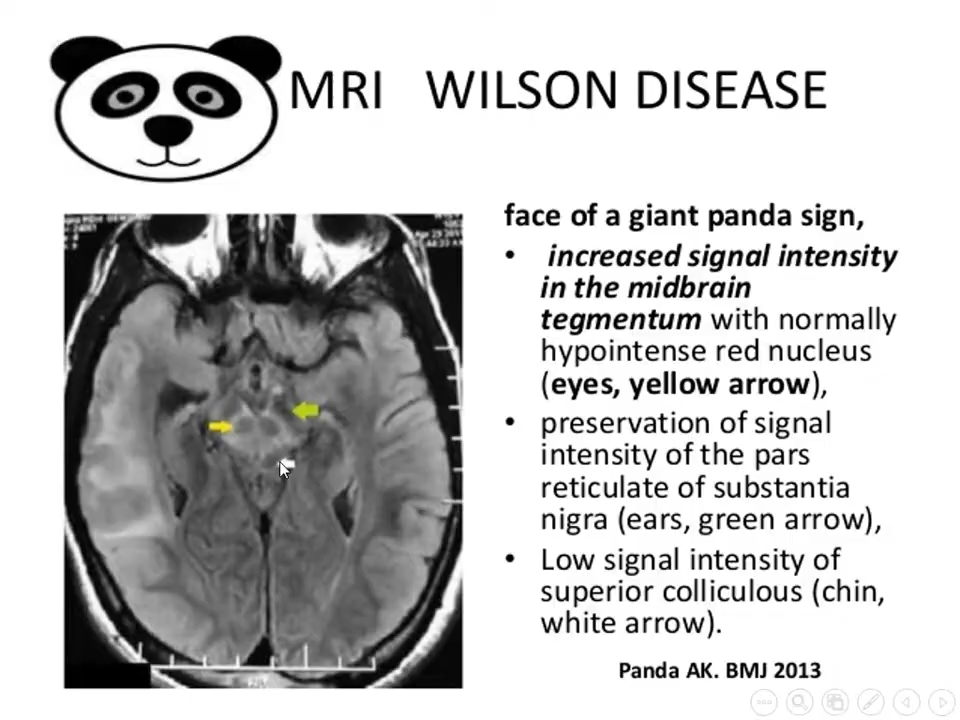 MRI WILSON DISEASE
face of a giant panda sign,
• increased signal intensity
in the midbrain
tegmentum with normally
hypointense red nucleus
(eyes, yellow arrow),
• preservation of signal
intensity of the pars
reticulate of substantia
nigra (ears, green arrow),
• Low signal intensity of
superior colliculous (chin,
white arrow).
Panda AK. BMJ 2013